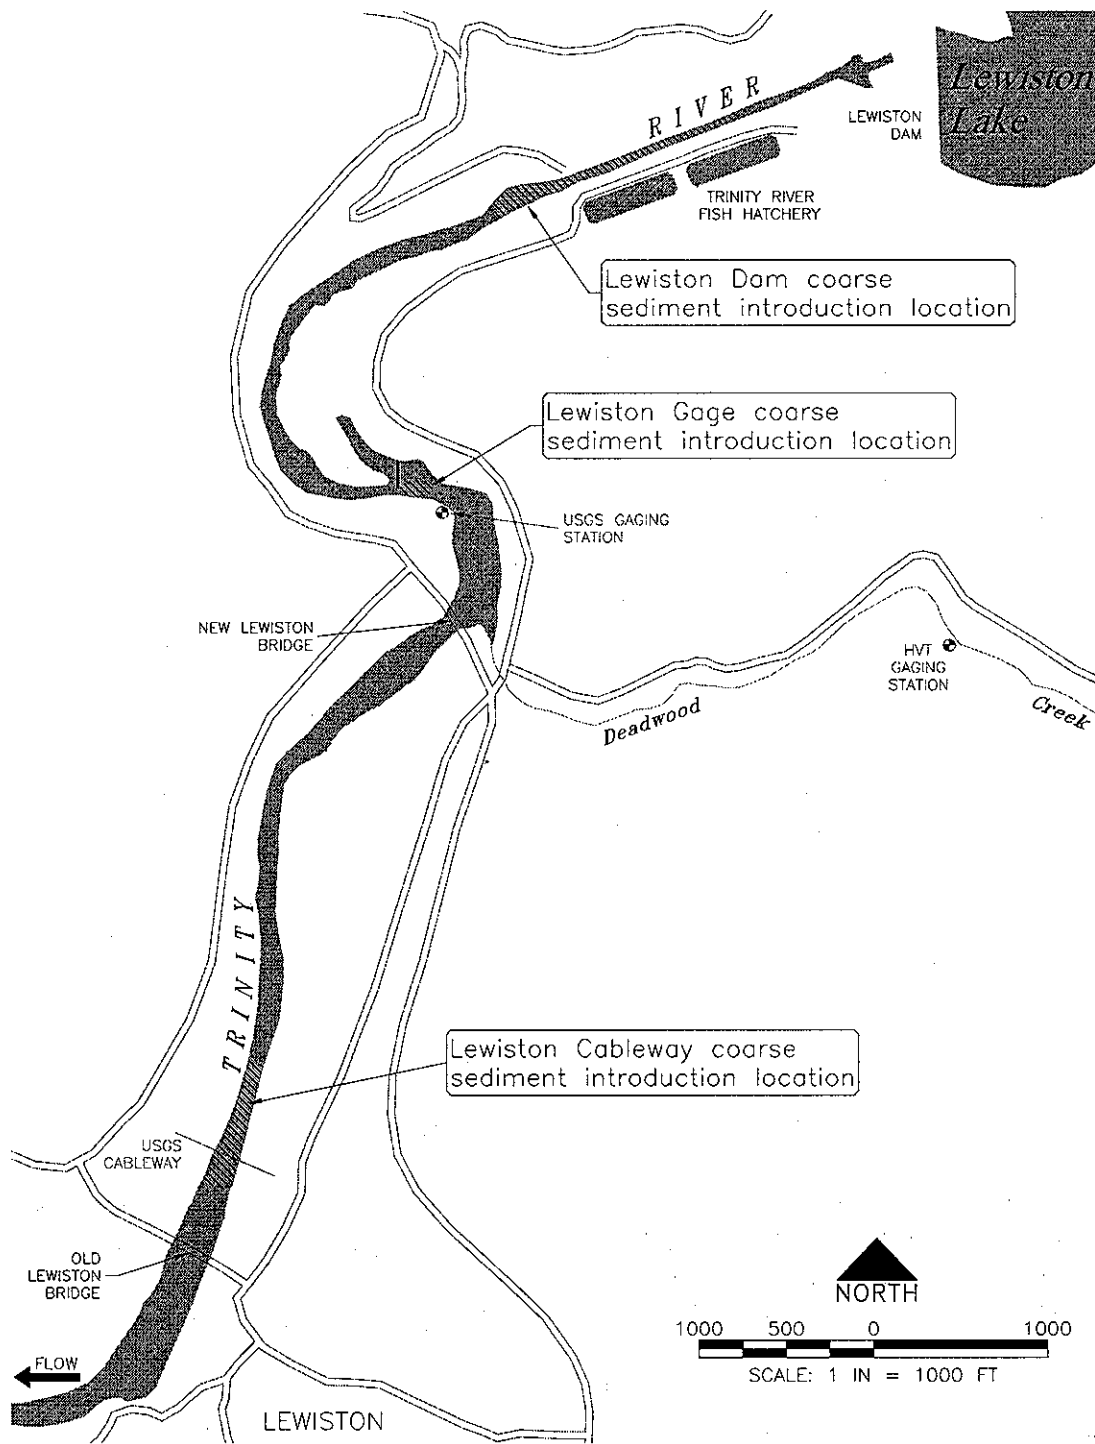 Lewiston
Lake
RIVER
LEWISTON
DAM
TRINITY RIVER
FISH HATCHERY
Lewiston Dam coarse
sediment introduction location
Lewiston Gage coarse
sediment introduction location
USGS GAGING
STATION
NEW LEWISTON
BRIDGE
HVT
GAGING
STATION
Deadwood
Creek
TRINITY
Lewiston Cableway coarse
sediment introduction location
USGS
CABLEWAY
OLD
LEWISTON
BRIDGE
NORTH
1000 500 0 1000
SCALE: 1 IN = 1000 FT
FLOW
LEWISTON